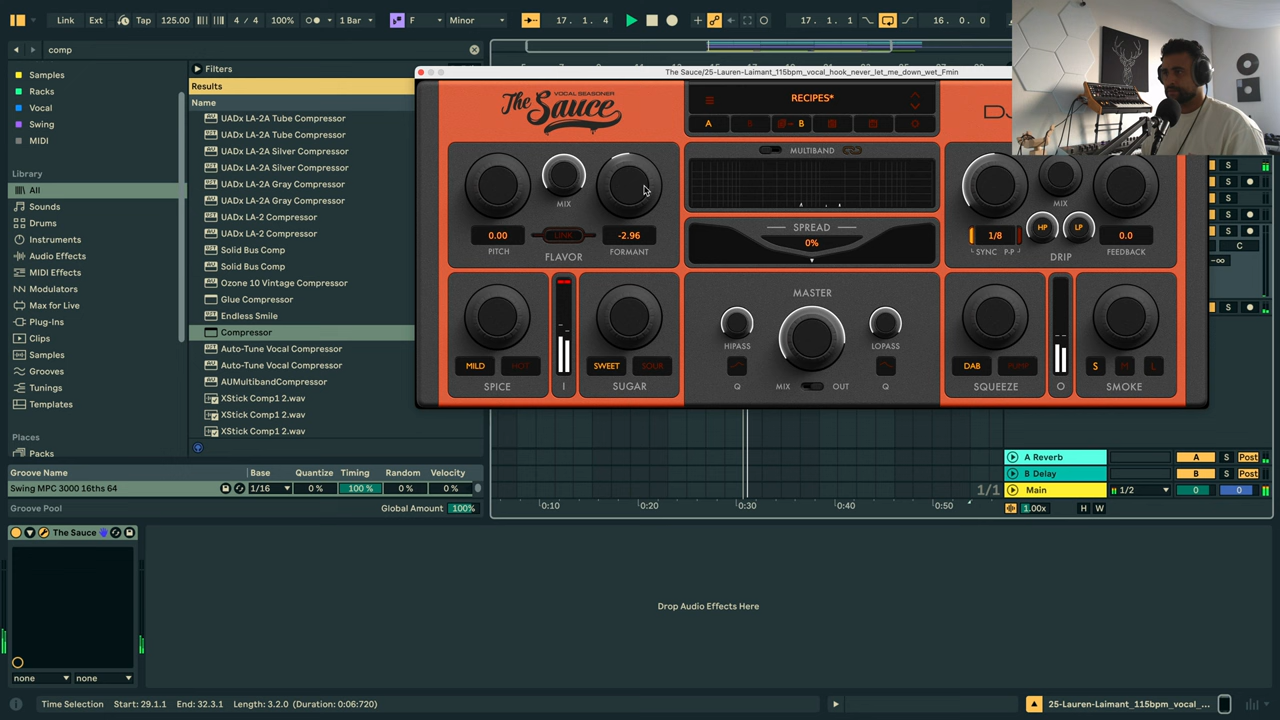 Link Ext Tap 125.00 4 / 4 100% 1 Bar F Minor 17. 1. 4 17. 1. 1 16. 0. 0
comp
Samples
Racks
Vocal
Swing
MIDI
Library
All
Sounds
Drums
Instruments
Audio Effects
MIDI Effects
Modulators
Max for Live
Plug-Ins
Clips
Samples
Grooves
Tunings
Templates
Places
Packs
Filters
Results
Name
UADx LA-2A Tube Compressor
UADx LA-2A Tube Compressor
UADx LA-2A Silver Compressor
UADx LA-2A Silver Compressor
UADx LA-2A Gray Compressor
UADx LA-2A Gray Compressor
UADx LA-2 Compressor
UADx LA-2 Compressor
Solid Bus Comp
Solid Bus Comp
Ozone 10 Vintage Compressor
Glue Compressor
Endless Smile
Compressor
Auto-Tune Vocal Compressor
Auto-Tune Vocal Compressor
AUMultibandCompressor
XStick Comp1 2.wav
XStick Comp1 2.wav
XStick Comp1 2.wav
Groove Name Base Quantize Timing Random Velocity
Swing MPC 3000 16ths 64 1/16 0 % 100 % 0 % 0 %
Groove Pool Global Amount 100%
The Sauce/25-Lauren-Laimant_115bpm_vocal_hook_never_let_me_down_wet_Fmin
VOCAL SEASONER
The Sauce
RECIPES*
A B
MIX
0.00 LINK -2.96
PITCH FLAVOR FORMANT
MULTIBAND
SPREAD
0%
MIX
HP LP
1/8 0.0
SYNC P-P DRIP FEEDBACK
MILD HOT
SPICE I
SWEET SOUR
SUGAR
MASTER
HIPASS LOPASS
Q MIX OUT Q
DAB PUMP
SQUEEZE O
S M L
SMOKE
S
S
S
S
C
-∞
S
A Reverb A S Post
B Delay B S Post
Main 1/2 0 0
1/1
0:10 0:20 0:30 0:40 0:50
1.00x H W
The Sauce
none none
Drop Audio Effects Here
Time Selection Start: 29.1.1 End: 32.3.1 Length: 3.2.0 (Duration: 0:06:720)
25-Lauren-Laimant_115bpm_vocal_...